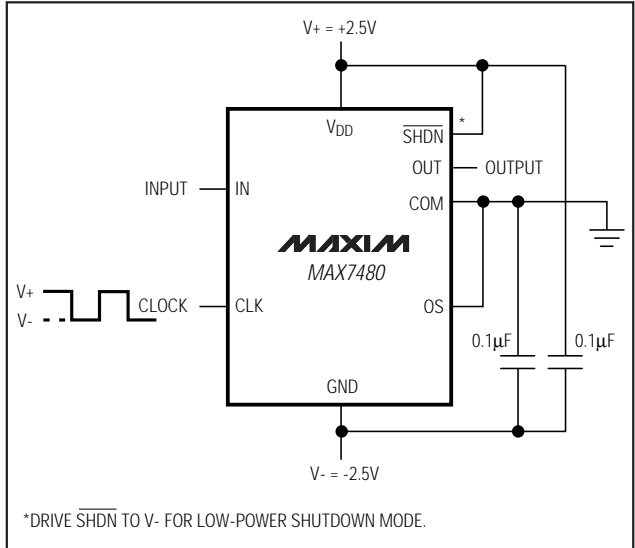 V+ = +2.5V
VDD
SHDN
*
OUT
OUTPUT
INPUT
IN
COM
MAXIM
MAX7480
V+
V-
CLOCK
CLK
OS
0.1µF
0.1µF
GND
V- = -2.5V
*DRIVE SHDN TO V- FOR LOW-POWER SHUTDOWN MODE.